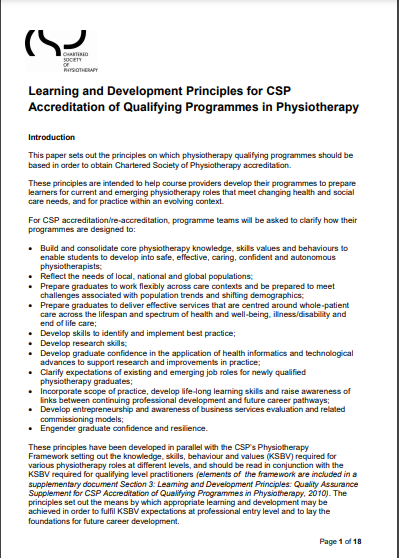 CHARTERED
SOCIETY
OF
PHYSIOTHERAPY
Learning and Development Principles for CSP
Accreditation of Qualifying Programmes in Physiotherapy
Introduction
This paper sets out the principles on which physiotherapy qualifying programmes should be
based in order to obtain Chartered Society of Physiotherapy accreditation.
These principles are intended to help course providers develop their programmes to prepare
learners for current and emerging physiotherapy roles that meet changing health and social
care needs, and for practice within an evolving context.
For CSP accreditation/re-accreditation, programme teams will be asked to clarify how their
programmes are designed to:
• Build and consolidate core physiotherapy knowledge, skills values and behaviours to
enable students to develop into safe, effective, caring, confident and autonomous
physiotherapists;
• Reflect the needs of local, national and global populations;
• Prepare graduates to work flexibly across care contexts and be prepared to meet
challenges associated with population trends and shifting demographics;
• Prepare graduates to deliver effective services that are centred around whole-patient
care across the lifespan and spectrum of health and well-being, illness/disability and
end of life care;
• Develop skills to identify and implement best practice;
• Develop research skills;
• Develop graduate confidence in the application of health informatics and technological
advances to support research and improvements in practice;
• Clarify expectations of existing and emerging job roles for newly qualified
physiotherapy graduates;
• Incorporate scope of practice, develop life-long learning skills and raise awareness of
links between continuing professional development and future career pathways;
• Develop entrepreneurship and awareness of business services evaluation and related
commissioning models;
• Engender graduate confidence and resilience.
These principles have been developed in parallel with the CSP's Physiotherapy
Framework setting out the knowledge, skills, behaviour and values (KSBV) required for
various physiotherapy roles at different levels, and should be read in conjunction with the
KSBV required for qualifying level practitioners (elements of the framework are included in a
supplementary document Section 3: Learning and Development Principles: Quality Assurance
Supplement for CSP Accreditation of Qualifying Programmes in Physiotherapy, 2010). The
principles set out the means by which appropriate learning and development may be
achieved in order to fulfil KSBV expectations at professional entry level and to lay the
foundations for future career development.
Page 1 of 18